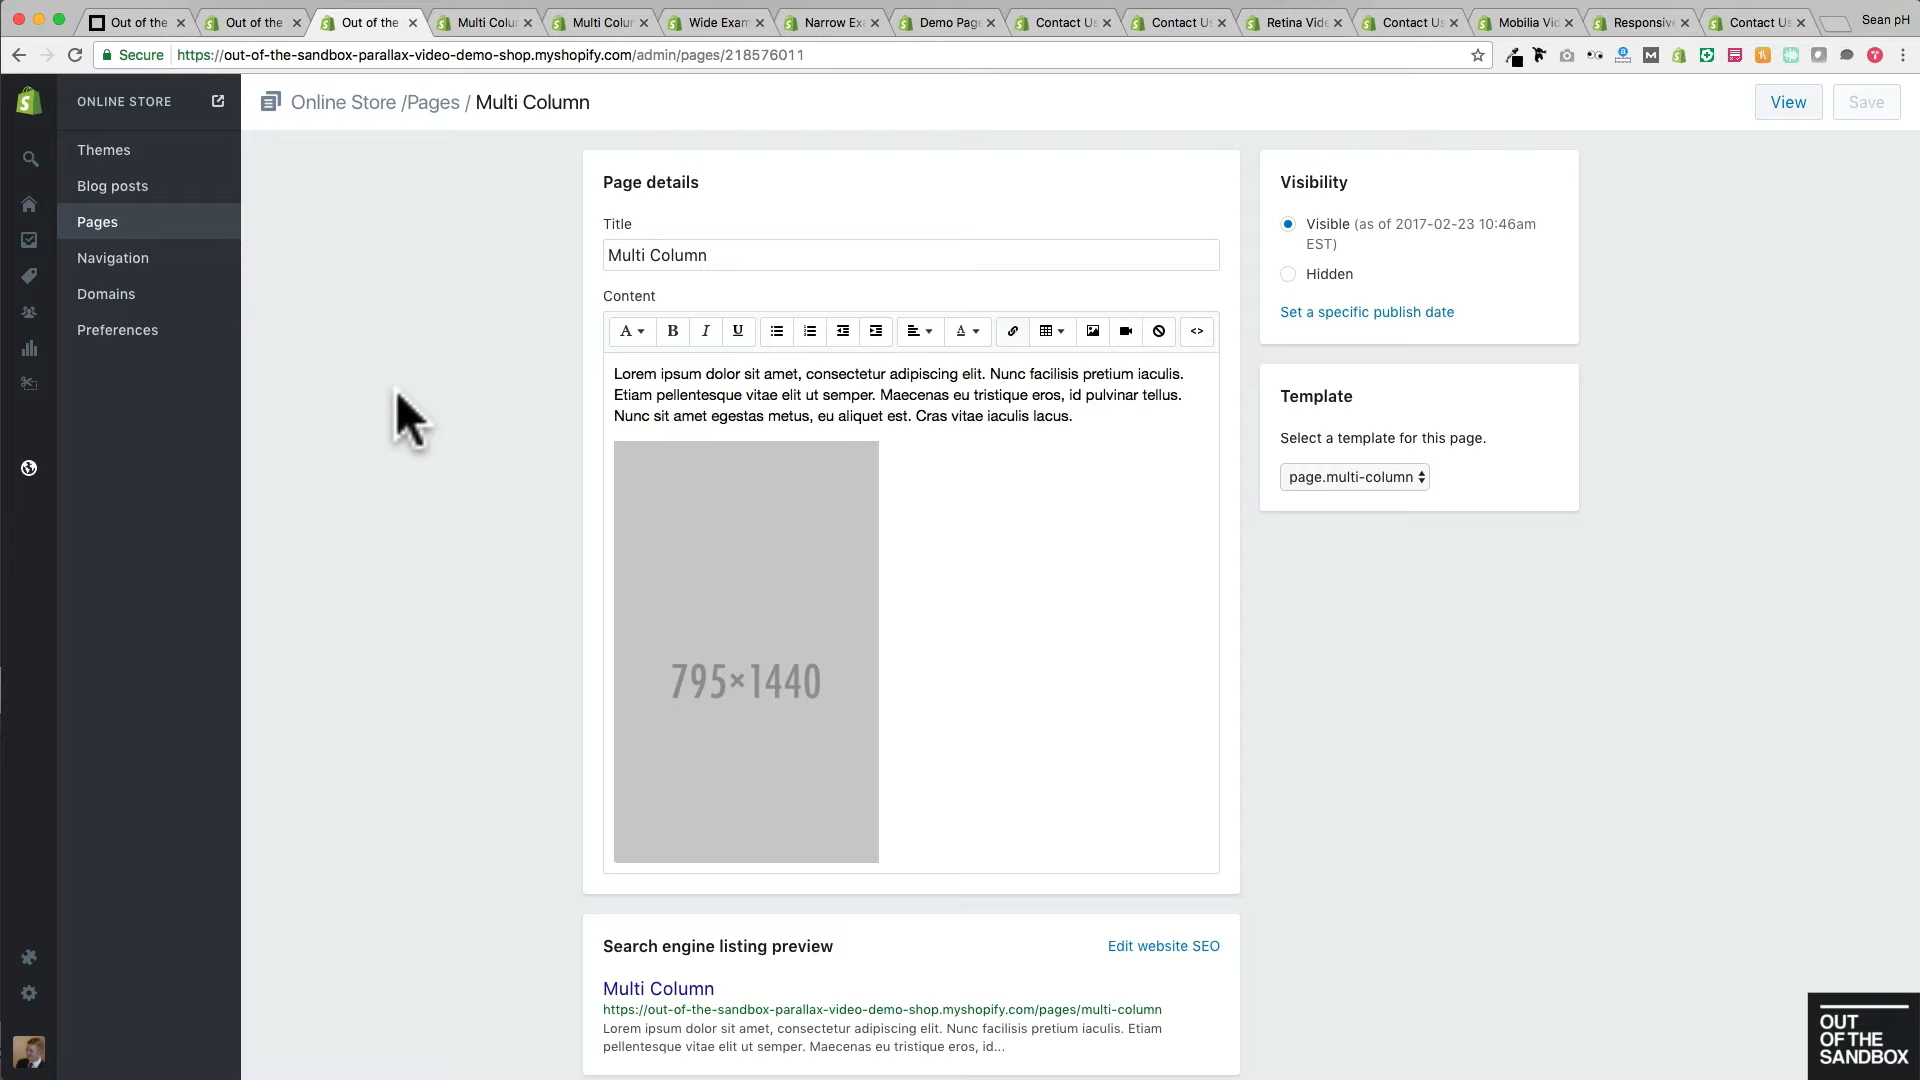 Out of the
Out of the
Out of the
Multi Colu
Multi Colu
Wide Exam
Narrow Ex
Demo Page
Contact Us
Contact Us
Retina Vid
Contact Us
Mobilia Vid
Responsive
Contact Us
Sean pH
Secure https://out-of-the-sandbox-parallax-video-demo-shop.myshopify.com/admin/pages/218576011
ONLINE STORE
Themes
Blog posts
Pages
Navigation
Domains
Preferences
Online Store /Pages / Multi Column
View
Save
Page details
Title
Multi Column
Content
A B I U A <>
Lorem ipsum dolor sit amet, consectetur adipiscing elit. Nunc facilisis pretium iaculis.
Etiam pellentesque vitae elit ut semper. Maecenas eu tristique eros, id pulvinar tellus.
Nunc sit amet egestas metus, eu aliquet est. Cras vitae iaculis lacus.
795×1440
Search engine listing preview
Edit website SEO
Multi Column
https://out-of-the-sandbox-parallax-video-demo-shop.myshopify.com/pages/multi-column
Lorem ipsum dolor sit amet, consectetur adipiscing elit. Nunc facilisis pretium iaculis. Etiam
pellentesque vitae elit ut semper. Maecenas eu tristique eros, id...
Visibility
Visible (as of 2017-02-23 10:46am
EST)
Hidden
Set a specific publish date
Template
Select a template for this page.
page.multi-column
OUT
OF THE
SANDBOX